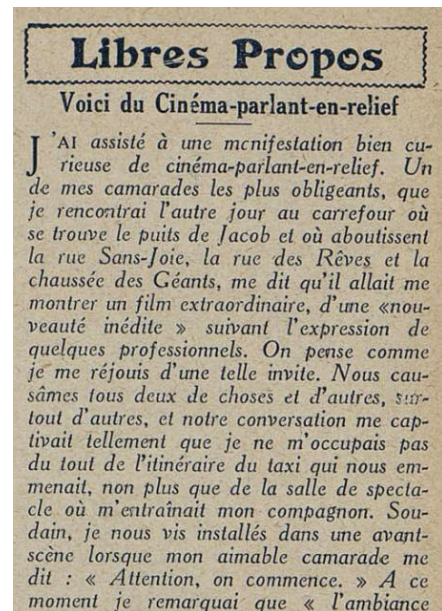 Libres Propos
Voici du Cinéma-parlant-en-relief
J'AI assisté à une mcnifestation bien cu-
rieuse de cinéma-parlant-en-relief. Un
de mes camarades les plus obligeants, que
je rencontrai l'autre jour au carrefour où
se trouve le puits de Jacob et où aboutissent
la rue Sans-Joie, la rue des Rêves et la
chaussée des Géants, me dit qu'il allait me
montrer un film extraordinaire, d'une «nou-
veauté inédite » suivant l'expression de
quelques professionnels. On pense comme
je me réjouis d'une telle invite. Nous cau-
sâmes tous deux de choses et d'autres, sur-
tout d'autres, et notre conversation me cap-
tivait tellement que je ne m'occupais pas
du tout de l'itinéraire du taxi qui nous em-
menait, non plus que de la salle de specta-
cle où m'entraînait mon compagnon. Sou-
dain, je nous vis installés dans une avant-
scène lorsque mon aimable camarade me
dit : « Attention, on commence. » A ce
moment je remarquai que « l'ambiance